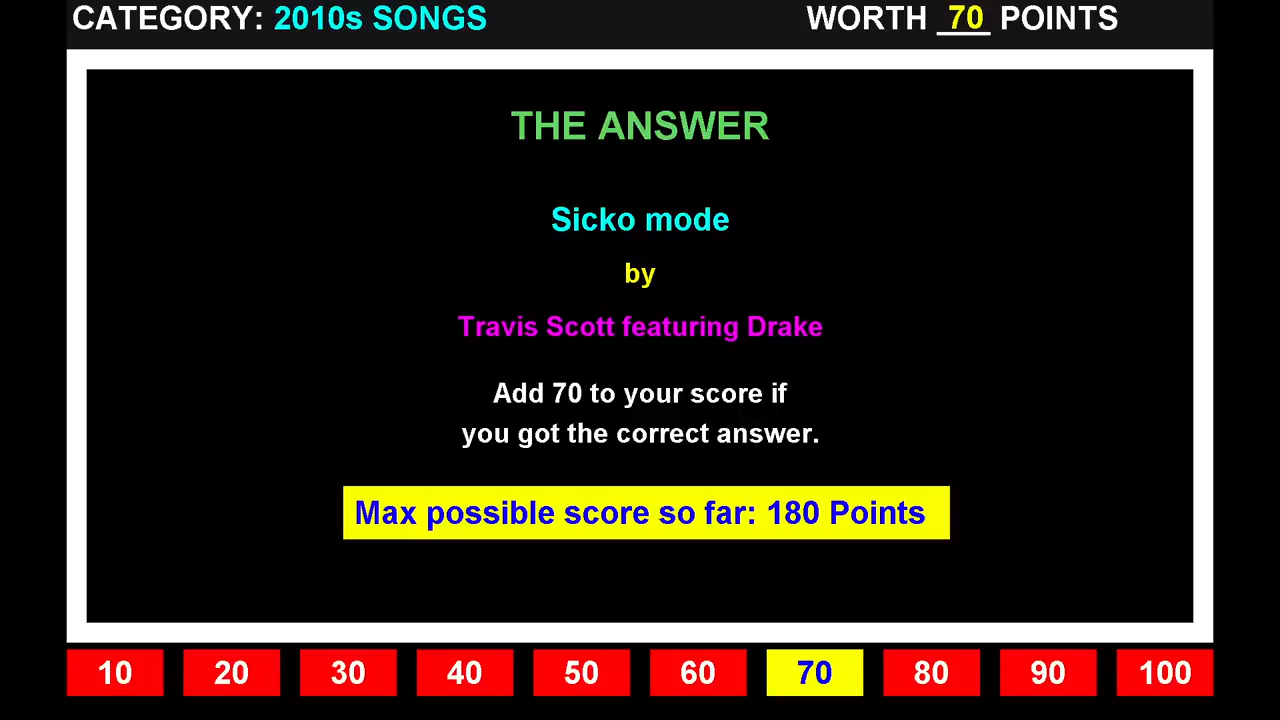 CATEGORY: 2010s SONGS WORTH 70 POINTS
THE ANSWER
Sicko mode
by
Travis Scott featuring Drake
Add 70 to your score if
you got the correct answer.
Max possible score so far: 180 Points
10 20 30 40 50 60 70 80 90 100